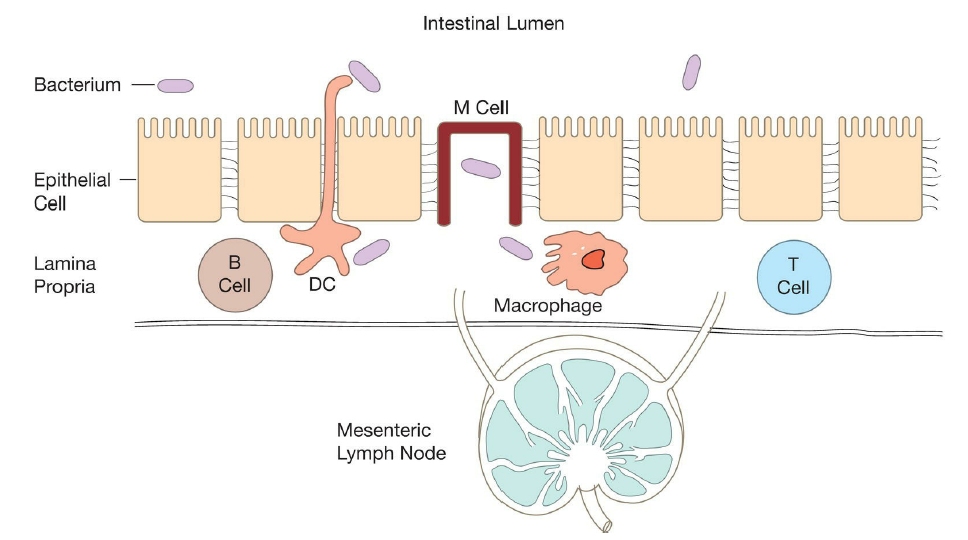 Intestinal Lumen
Bacterium
M Cell
Epithelial
Cell
B
Cell
DC
T
Cell
Lamina
Propria
Macrophage
Mesenteric
Lymph Node